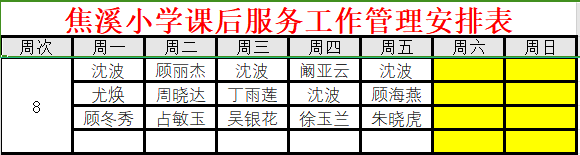 焦溪小学课后服务工作管理安排表
周次 周一 周二 周三 周四 周五 周六 周日
沈波 顾丽杰 沈波 阚亚云 沈波
8 尤焕 周晓达 丁雨莲 沈波 顾海燕
顾冬秀 占敏玉 吴银花 徐玉兰 朱晓虎